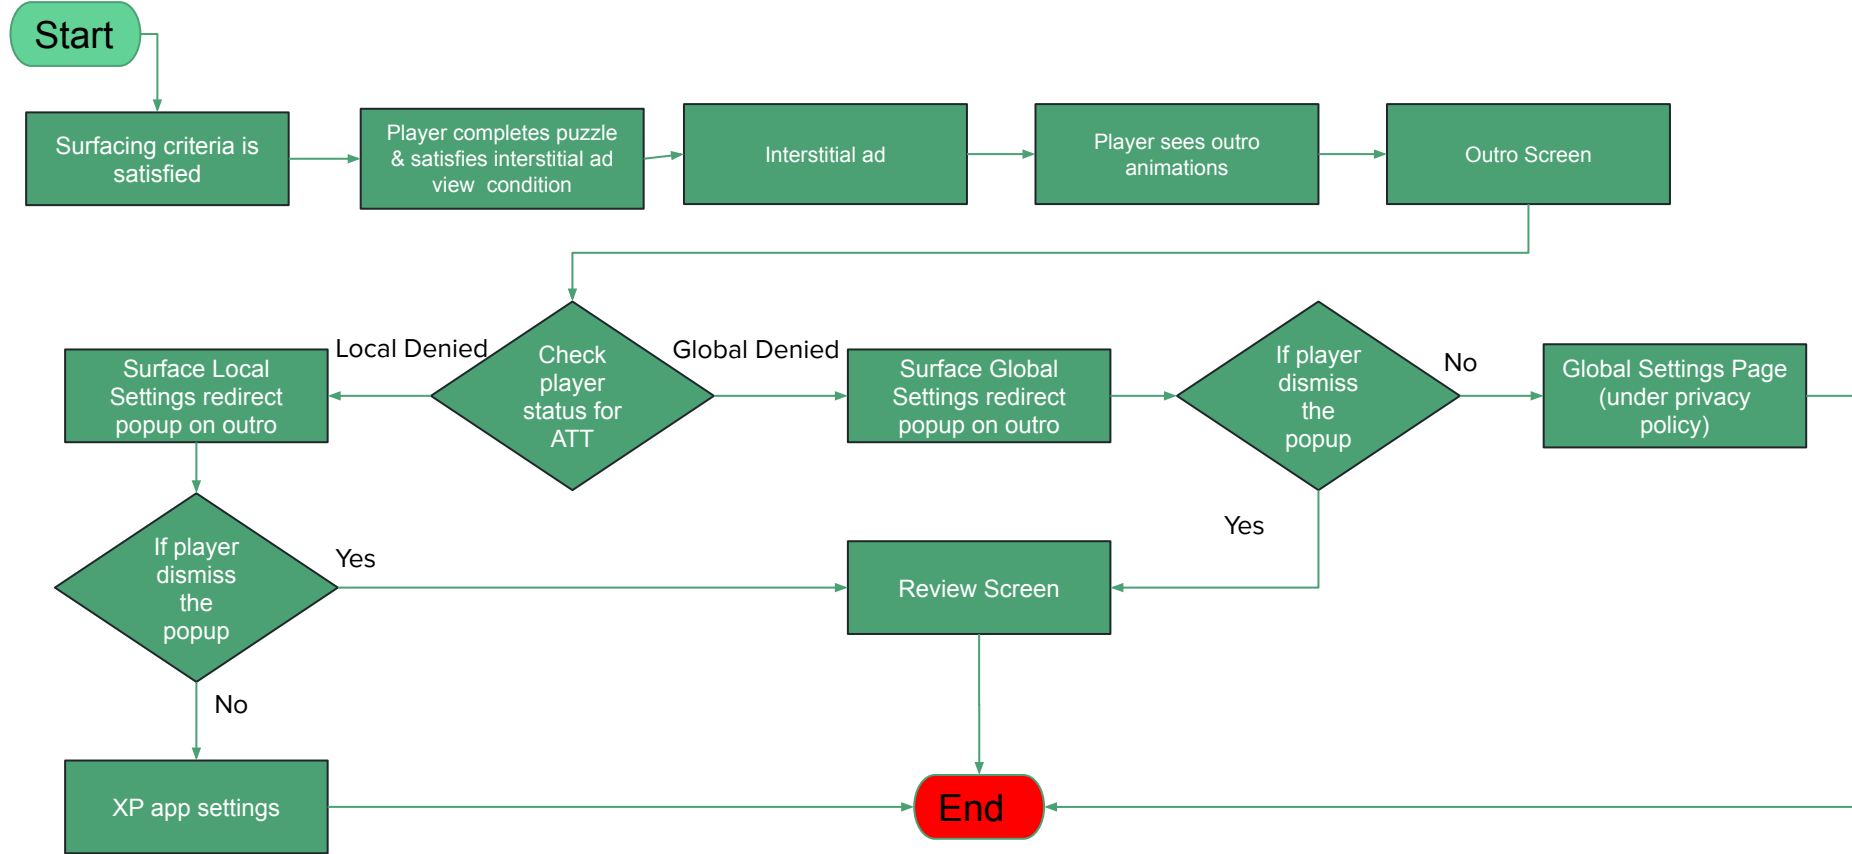 Start
Surfacing criteria is
satisfied
Player completes puzzle
& satisfies interstitial ad
view condition
Interstitial ad
Player sees outro
animations
Outro Screen
Local Denied
Check
player
status for
ATT
Global Denied
Surface Local
Settings redirect
popup on outro
Surface Global
Settings redirect
popup on outro
If player
dismiss
the
popup
No
Global Settings Page
(under privacy
policy)
Yes
If player
dismiss
the
popup
Yes
Review Screen
No
XP app settings
End